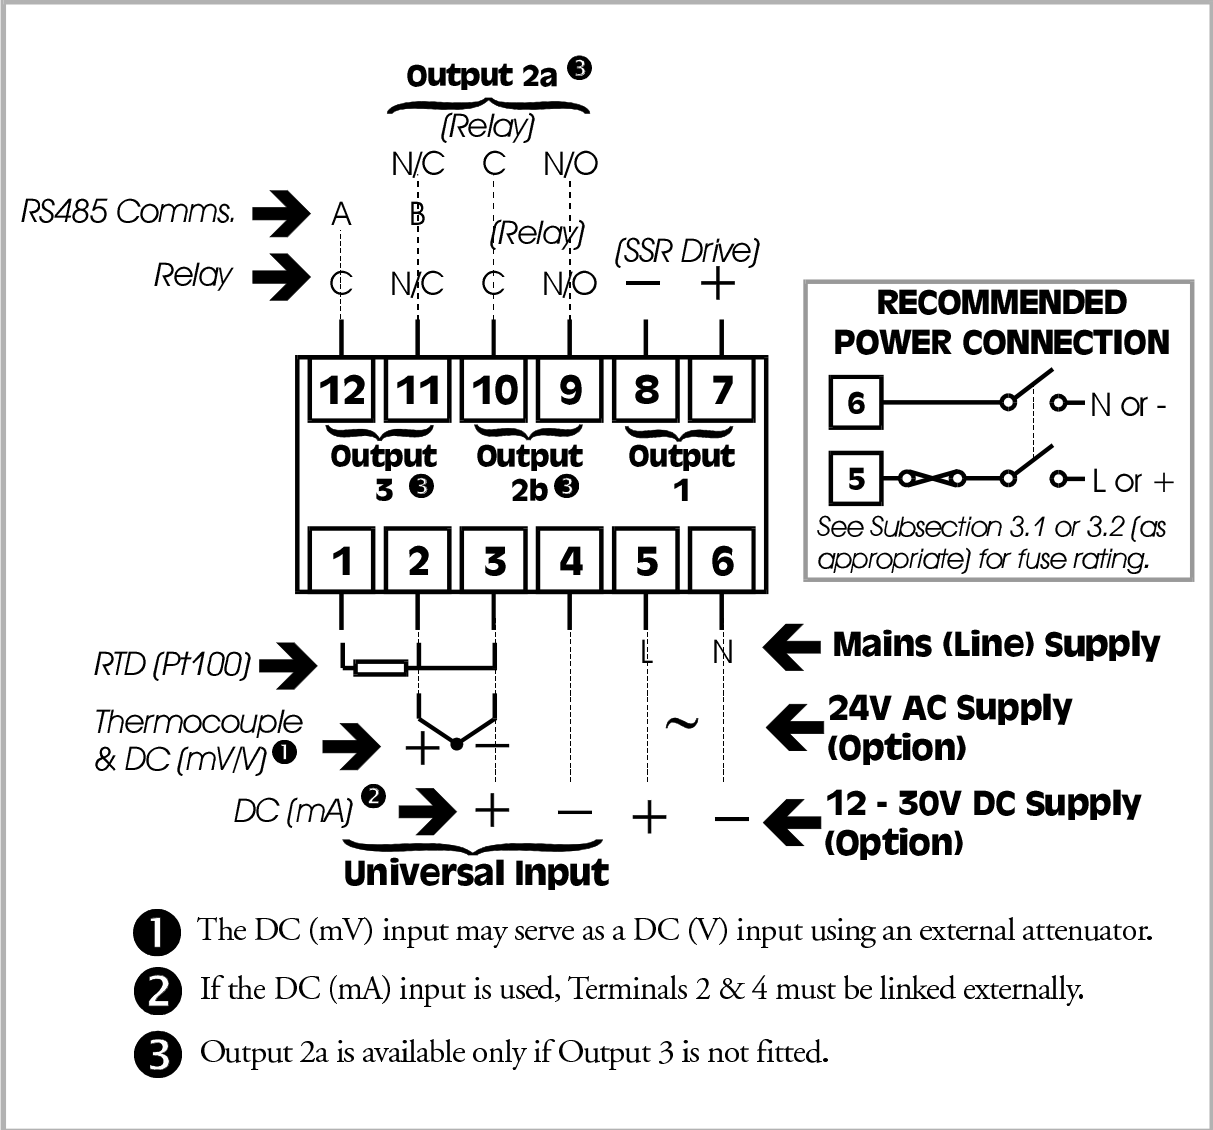 Output 2a ❸
(Relay)
N/C C N/O
RS485 Comms. A B
(Relay)
(SSR Drive)
Relay C N/C C N/O — +
12 11 10 9 8 7
Output 3 ❸
Output 2b ❸
Output 1
1 2 3 4 5 6
RECOMMENDED
POWER CONNECTION
6 N or -
5 L or +
See Subsection 3.1 or 3.2 (as
appropriate) for fuse rating.
RTD (Pt100)
L N Mains (Line) Supply
Thermocouple
& DC (mV/V) ❶ + —
~ 24V AC Supply
(Option)
DC (mA) ❷ + —
+ — 12 - 30V DC Supply
(Option)
Universal Input
❶ The DC (mV) input may serve as a DC (V) input using an external attenuator.
❷ If the DC (mA) input is used, Terminals 2 & 4 must be linked externally.
❸ Output 2a is available only if Output 3 is not fitted.